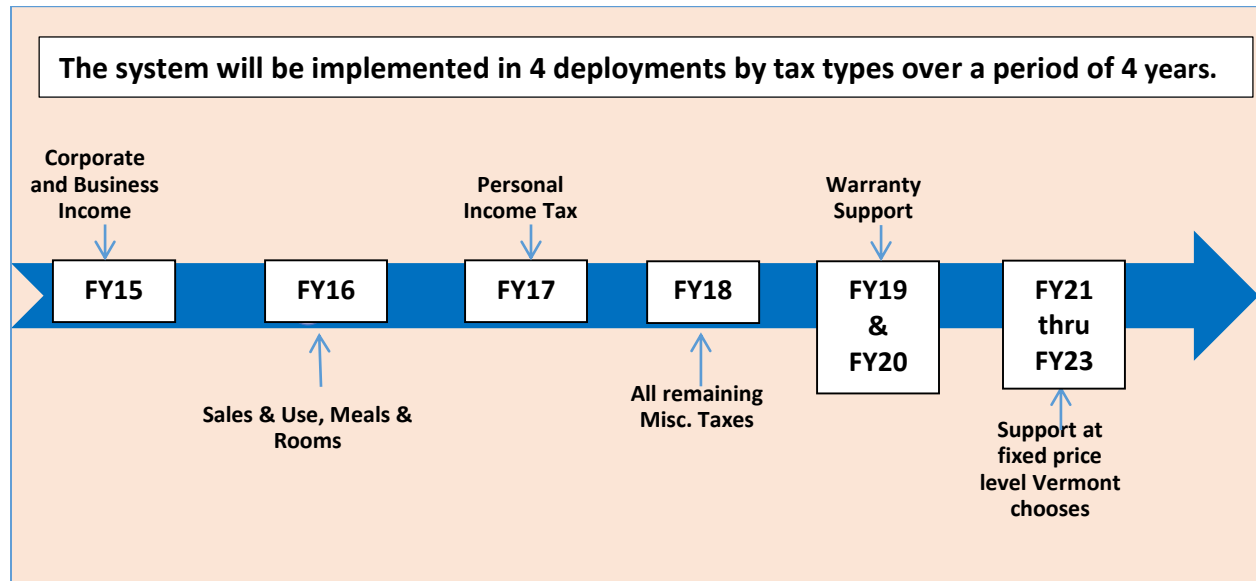 The system will be implemented in 4 deployments by tax types over a period of 4 years.
Corporate
and Business
Income
Personal
Income Tax
Warranty
Support
FY15
FY16
FY17
FY18
FY19
&
FY20
FY21
thru
FY23
Sales & Use, Meals &
Rooms
All remaining
Misc. Taxes
Support at
fixed price
level Vermont
chooses